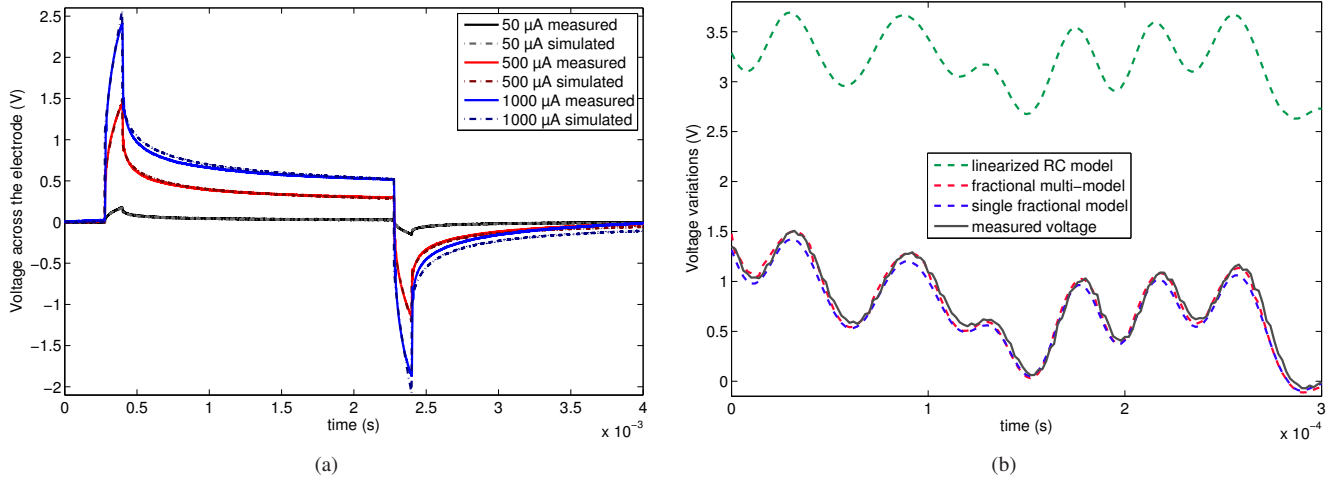 2.5
2
1.5
1
0.5
0
−0.5
−1
−1.5
−2
Voltage across the electrode (V)
50 µA measured
50 µA simulated
500 µA measured
500 µA simulated
1000 µA measured
1000 µA simulated
0 0.5 1 1.5 2 2.5 3 3.5 4
time (s)
x 10⁻³
(a)
3.5
3
2.5
2
1.5
1
0.5
0
Voltage variations (V)
linearized RC model
fractional multi−model
single fractional model
measured voltage
0 1 2 3
time (s)
x 10⁻⁴
(b)